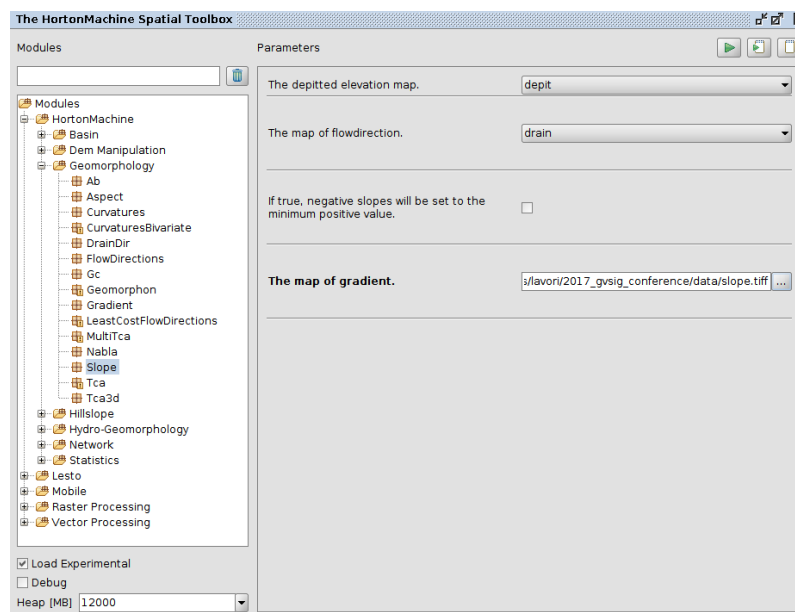 The HortonMachine Spatial Toolbox
Modules
Parameters
Modules
HortonMachine
Basin
Dem Manipulation
Geomorphology
Ab
Aspect
Curvatures
CurvaturesBivariate
DrainDir
FlowDirections
Gc
Geomorphon
Gradient
LeastCostFlowDirections
MultiTca
Nabla
Slope
Tca
Tca3d
Hillslope
Hydro-Geomorphology
Network
Statistics
Lesto
Mobile
Raster Processing
Vector Processing
Load Experimental
Debug
Heap [MB] 12000
The depitted elevation map. depit
The map of flowdirection. drain
If true, negative slopes will be set to the
minimum positive value.
The map of gradient. s/lavori/2017_gvsig_conference/data/slope.tiff ...